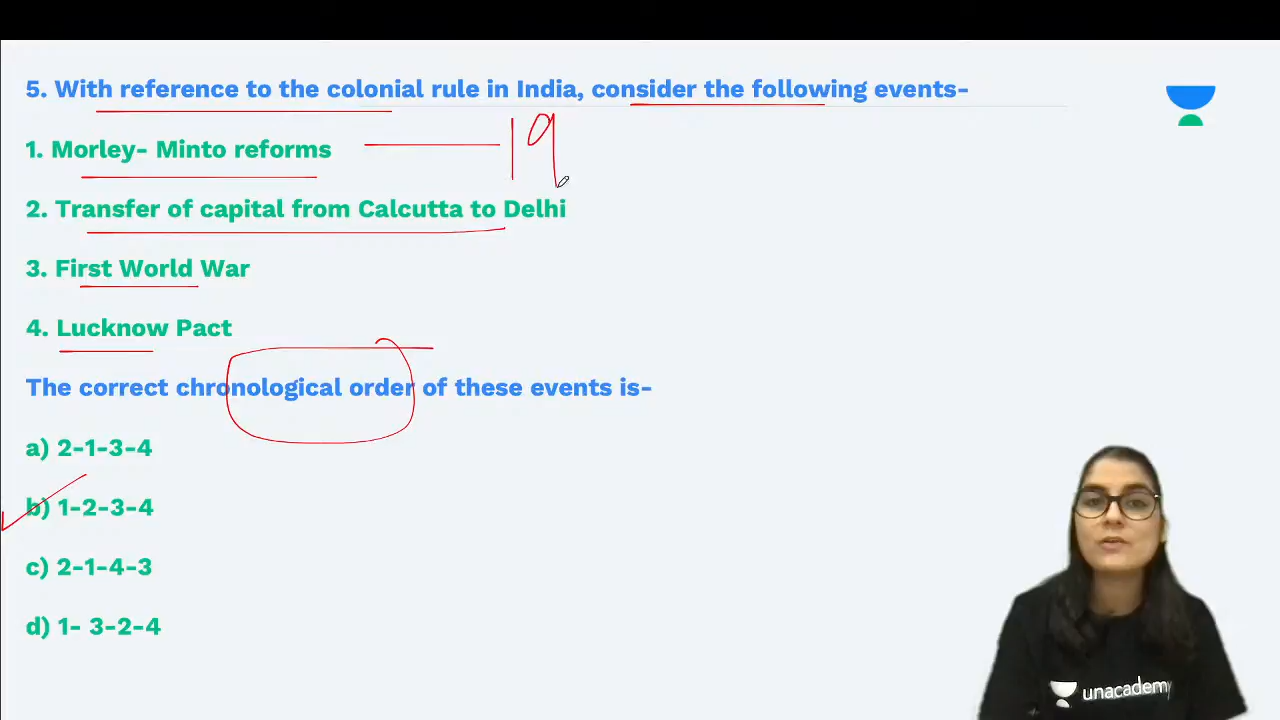 5. With reference to the colonial rule in India, consider the following events-
1. Morley- Minto reforms
19
2. Transfer of capital from Calcutta to Delhi
3. First World War
4. Lucknow Pact
The correct chronological order of these events is-
a) 2-1-3-4
b) 1-2-3-4
c) 2-1-4-3
d) 1- 3-2-4
unacademy